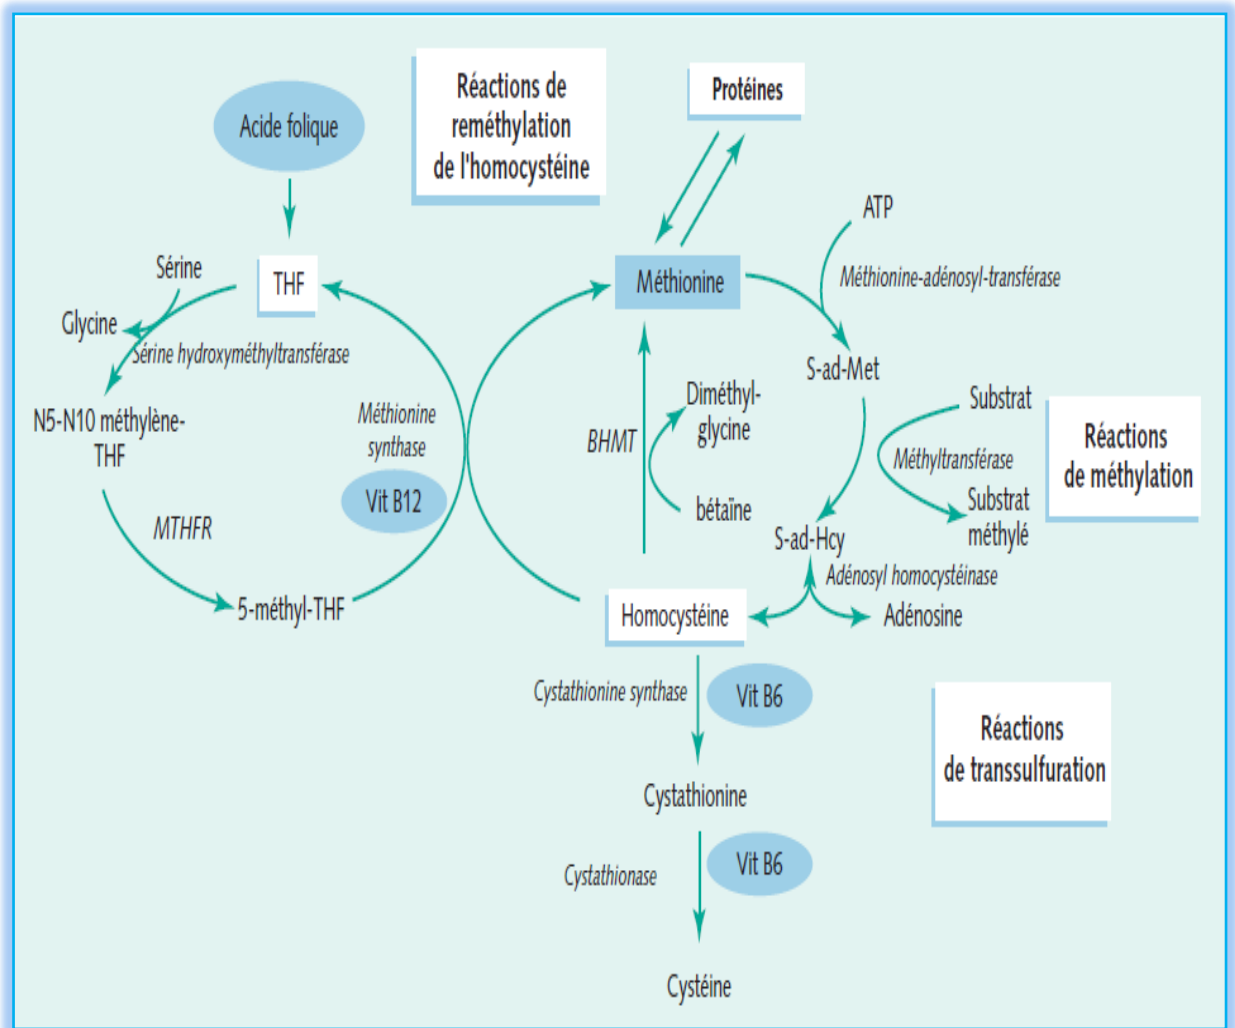 Réactions de
reméthylation
de l'homocystéine
Protéines
Acide folique
ATP
Sérine
THF
Méthionine
Méthionine-adénosyl-transférase
Glycine
Sérine hydroxyméthyltransférase
S-ad-Met
N5-N10 méthylène-
THF
Méthionine
synthase
Vit B12
BHMT
Diméthyl-
glycine
bétaïne
Substrat
Méthyltransférase
Substrat
méthylé
Réactions
de méthylation
MTHFR
S-ad-Hcy
Adénosyl homocystéinase
5-méthyl-THF
Homocystéine
Adénosine
Cystathionine synthase
Vit B6
Réactions
de transsulfuration
Cystathionine
Cystathionase
Vit B6
Cystéine